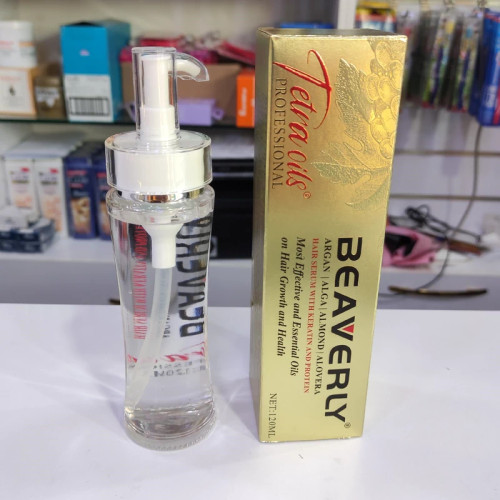 Tetra oils®
PROFESSIONAL
BEAVERLY®
ARGAN | ALGA | ALMOND | ALOVERA
HAIR SERUM WITH KERATIN AND PROTEIN
Most Effective and Essential Oils
on Hair Growth and Health
NET:120ML